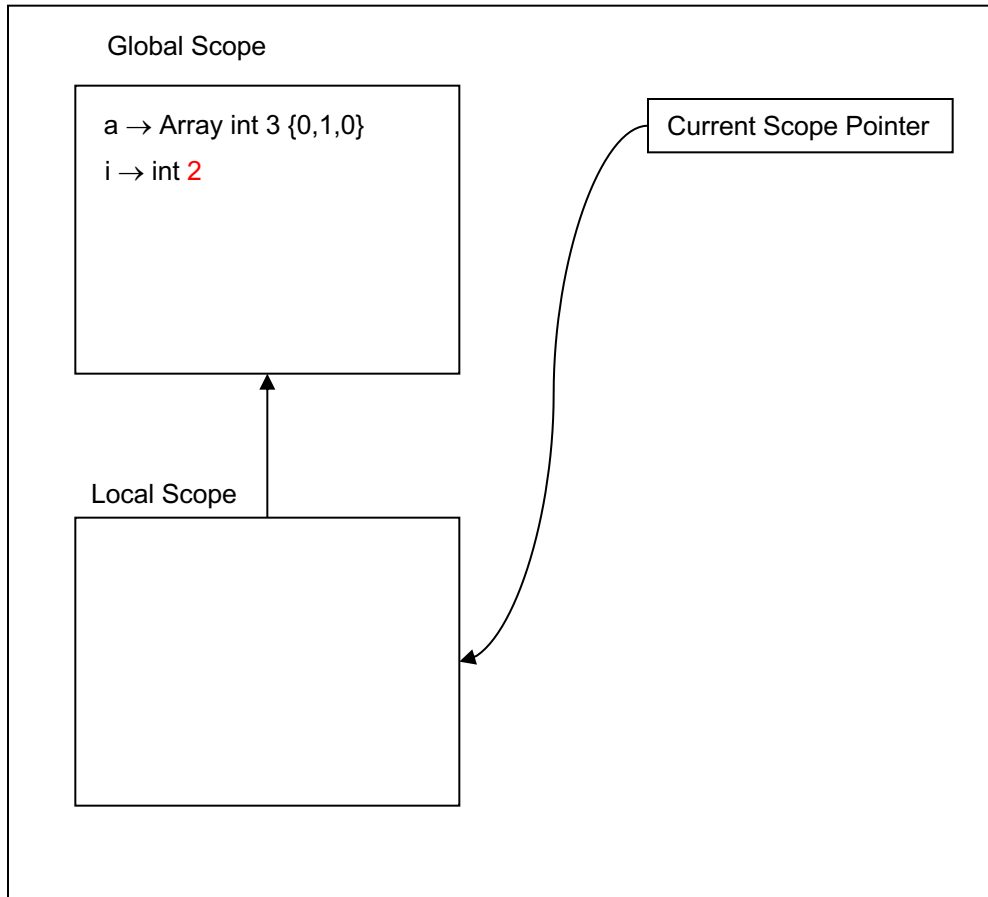 Global Scope
a → Array int 3 {0,1,0}
i → int 2
Current Scope Pointer
Local Scope